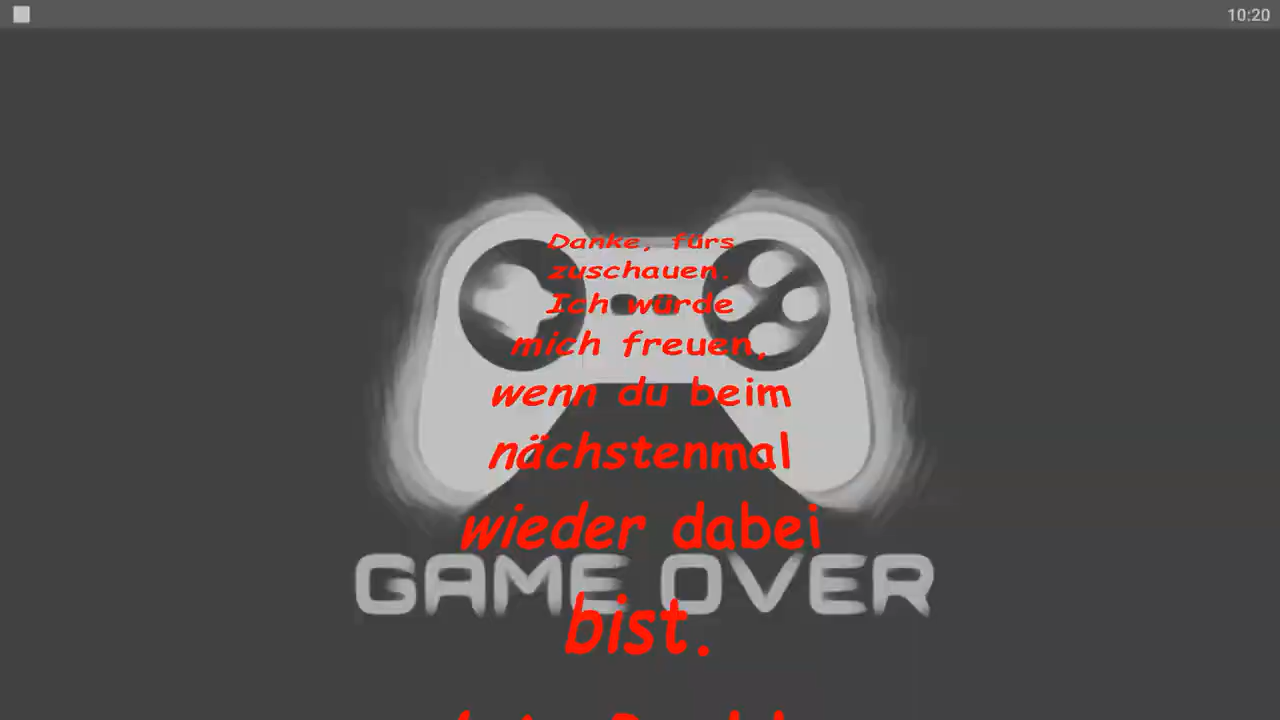 10:20
Danke, fürs
zuschauen.
Ich würde
mich freuen,
wenn du beim
nächstenmal
wieder dabei
GAME OVER
bist.